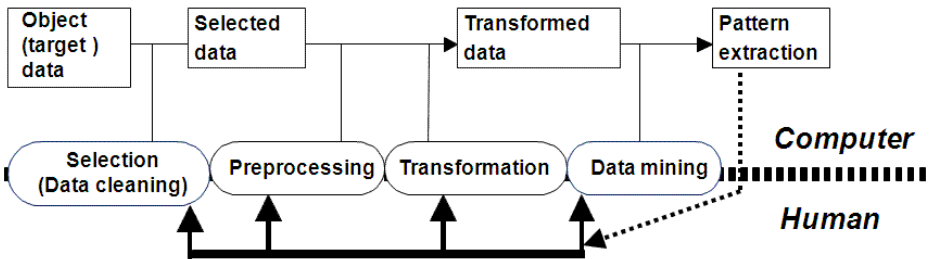 Object
(target )
data
Selected
data
Transformed
data
Pattern
extraction
Selection
(Data cleaning)
Preprocessing
Transformation
Data mining
Computer
Human